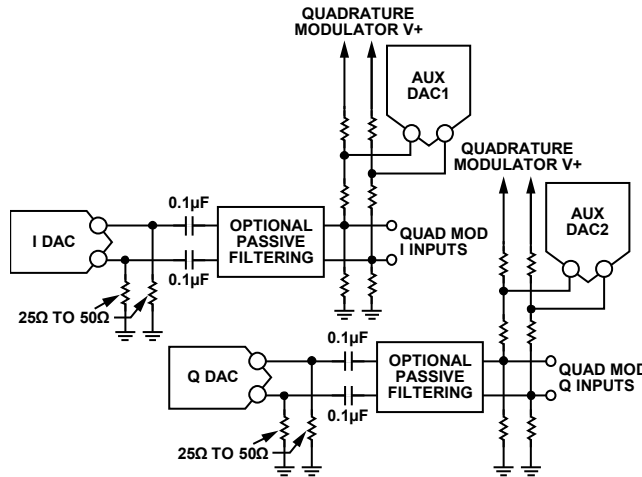 QUADRATURE
MODULATOR V+
AUX
DAC1
QUADRATURE
MODULATOR V+
AUX
DAC2
0.1µF
I DAC
OPTIONAL
PASSIVE
FILTERING
QUAD MOD
I INPUTS
0.1µF
25Ω TO 50Ω
0.1µF
Q DAC
OPTIONAL
PASSIVE
FILTERING
QUAD MOD
Q INPUTS
0.1µF
25Ω TO 50Ω